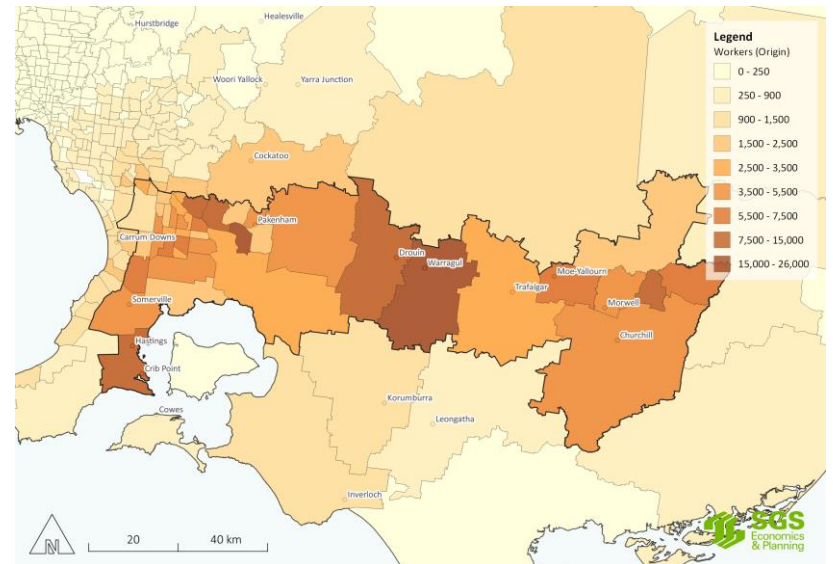 Hurstbridge
Healesville
Woori Yallock
Yarra Junction
Cockatoo
Pakenham
Carrum Downs
Drouin
Warragul
Moe-Yallourn
Trafalgar
Somerville
Morwell
Churchill
Hastings
Crib Point
Cowes
Korumburra
Leongatha
Inverloch
Legend
Workers (Origin)
0 - 250
250 - 900
900 - 1,500
1,500 - 2,500
2,500 - 3,500
3,500 - 5,500
5,500 - 7,500
7,500 - 15,000
15,000 - 26,000
N
20
40 km
SGS
Economics
& Planning